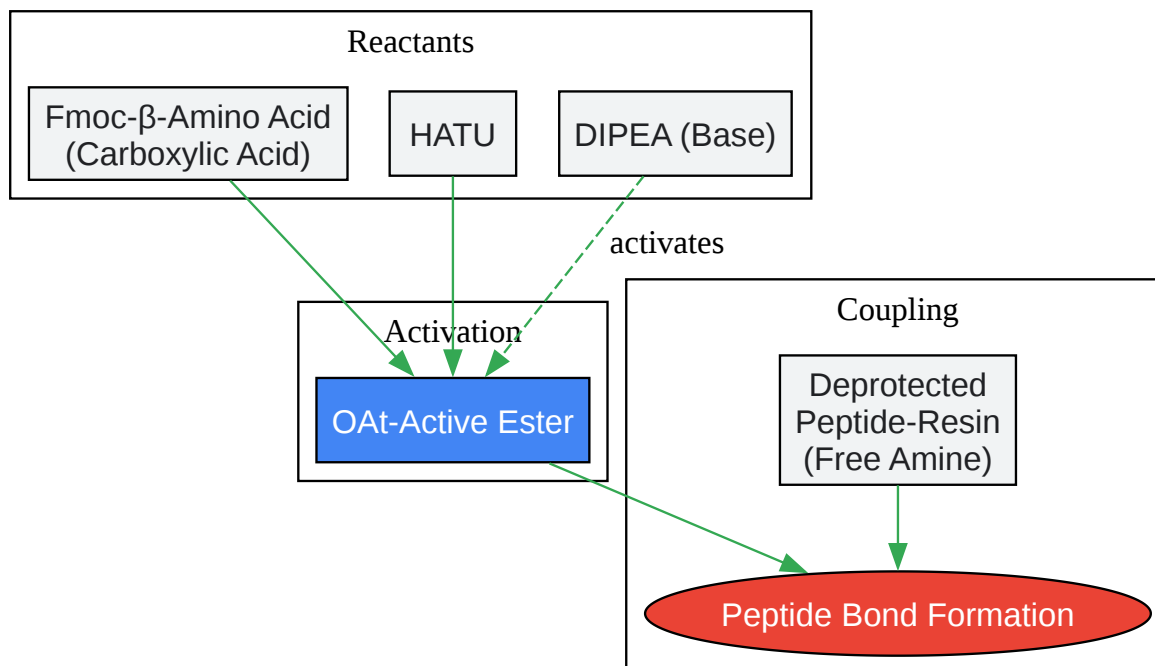 Reactants
Fmoc-β-Amino Acid
(Carboxylic Acid)
HATU
DIPEA (Base)
activates
Activation
OAt-Active Ester
Coupling
Deprotected
Peptide-Resin
(Free Amine)
Peptide Bond Formation